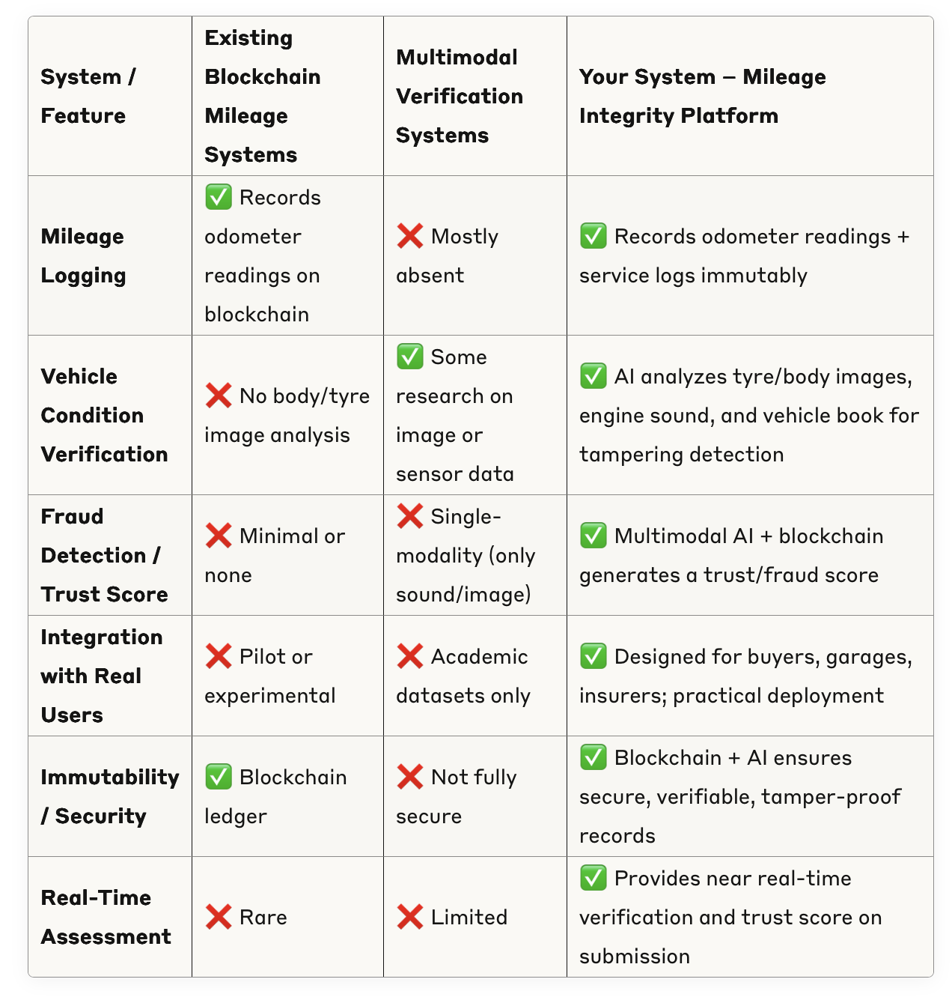 System /
Feature
Existing
Blockchain
Mileage
Systems
Multimodal
Verification
Systems
Your System – Mileage
Integrity Platform
Mileage
Logging
✅ Records
odometer
readings on
blockchain
❌ Mostly
absent
✅ Records odometer readings +
service logs immutably
Vehicle
Condition
Verification
❌ No body/tyre
image analysis
✅ Some
research on
image or
sensor data
✅ AI analyzes tyre/body images,
engine sound, and vehicle book for
tampering detection
Fraud
Detection /
Trust Score
❌ Minimal or
none
❌ Single-
modality (only
sound/image)
✅ Multimodal AI + blockchain
generates a trust/fraud score
Integration
with Real
Users
❌ Pilot or
experimental
❌ Academic
datasets only
✅ Designed for buyers, garages,
insurers; practical deployment
Immutability
/ Security
✅ Blockchain
ledger
❌ Not fully
secure
✅ Blockchain + AI ensures
secure, verifiable, tamper-proof
records
Real-Time
Assessment
❌ Rare
❌ Limited
✅ Provides near real-time
verification and trust score on
submission